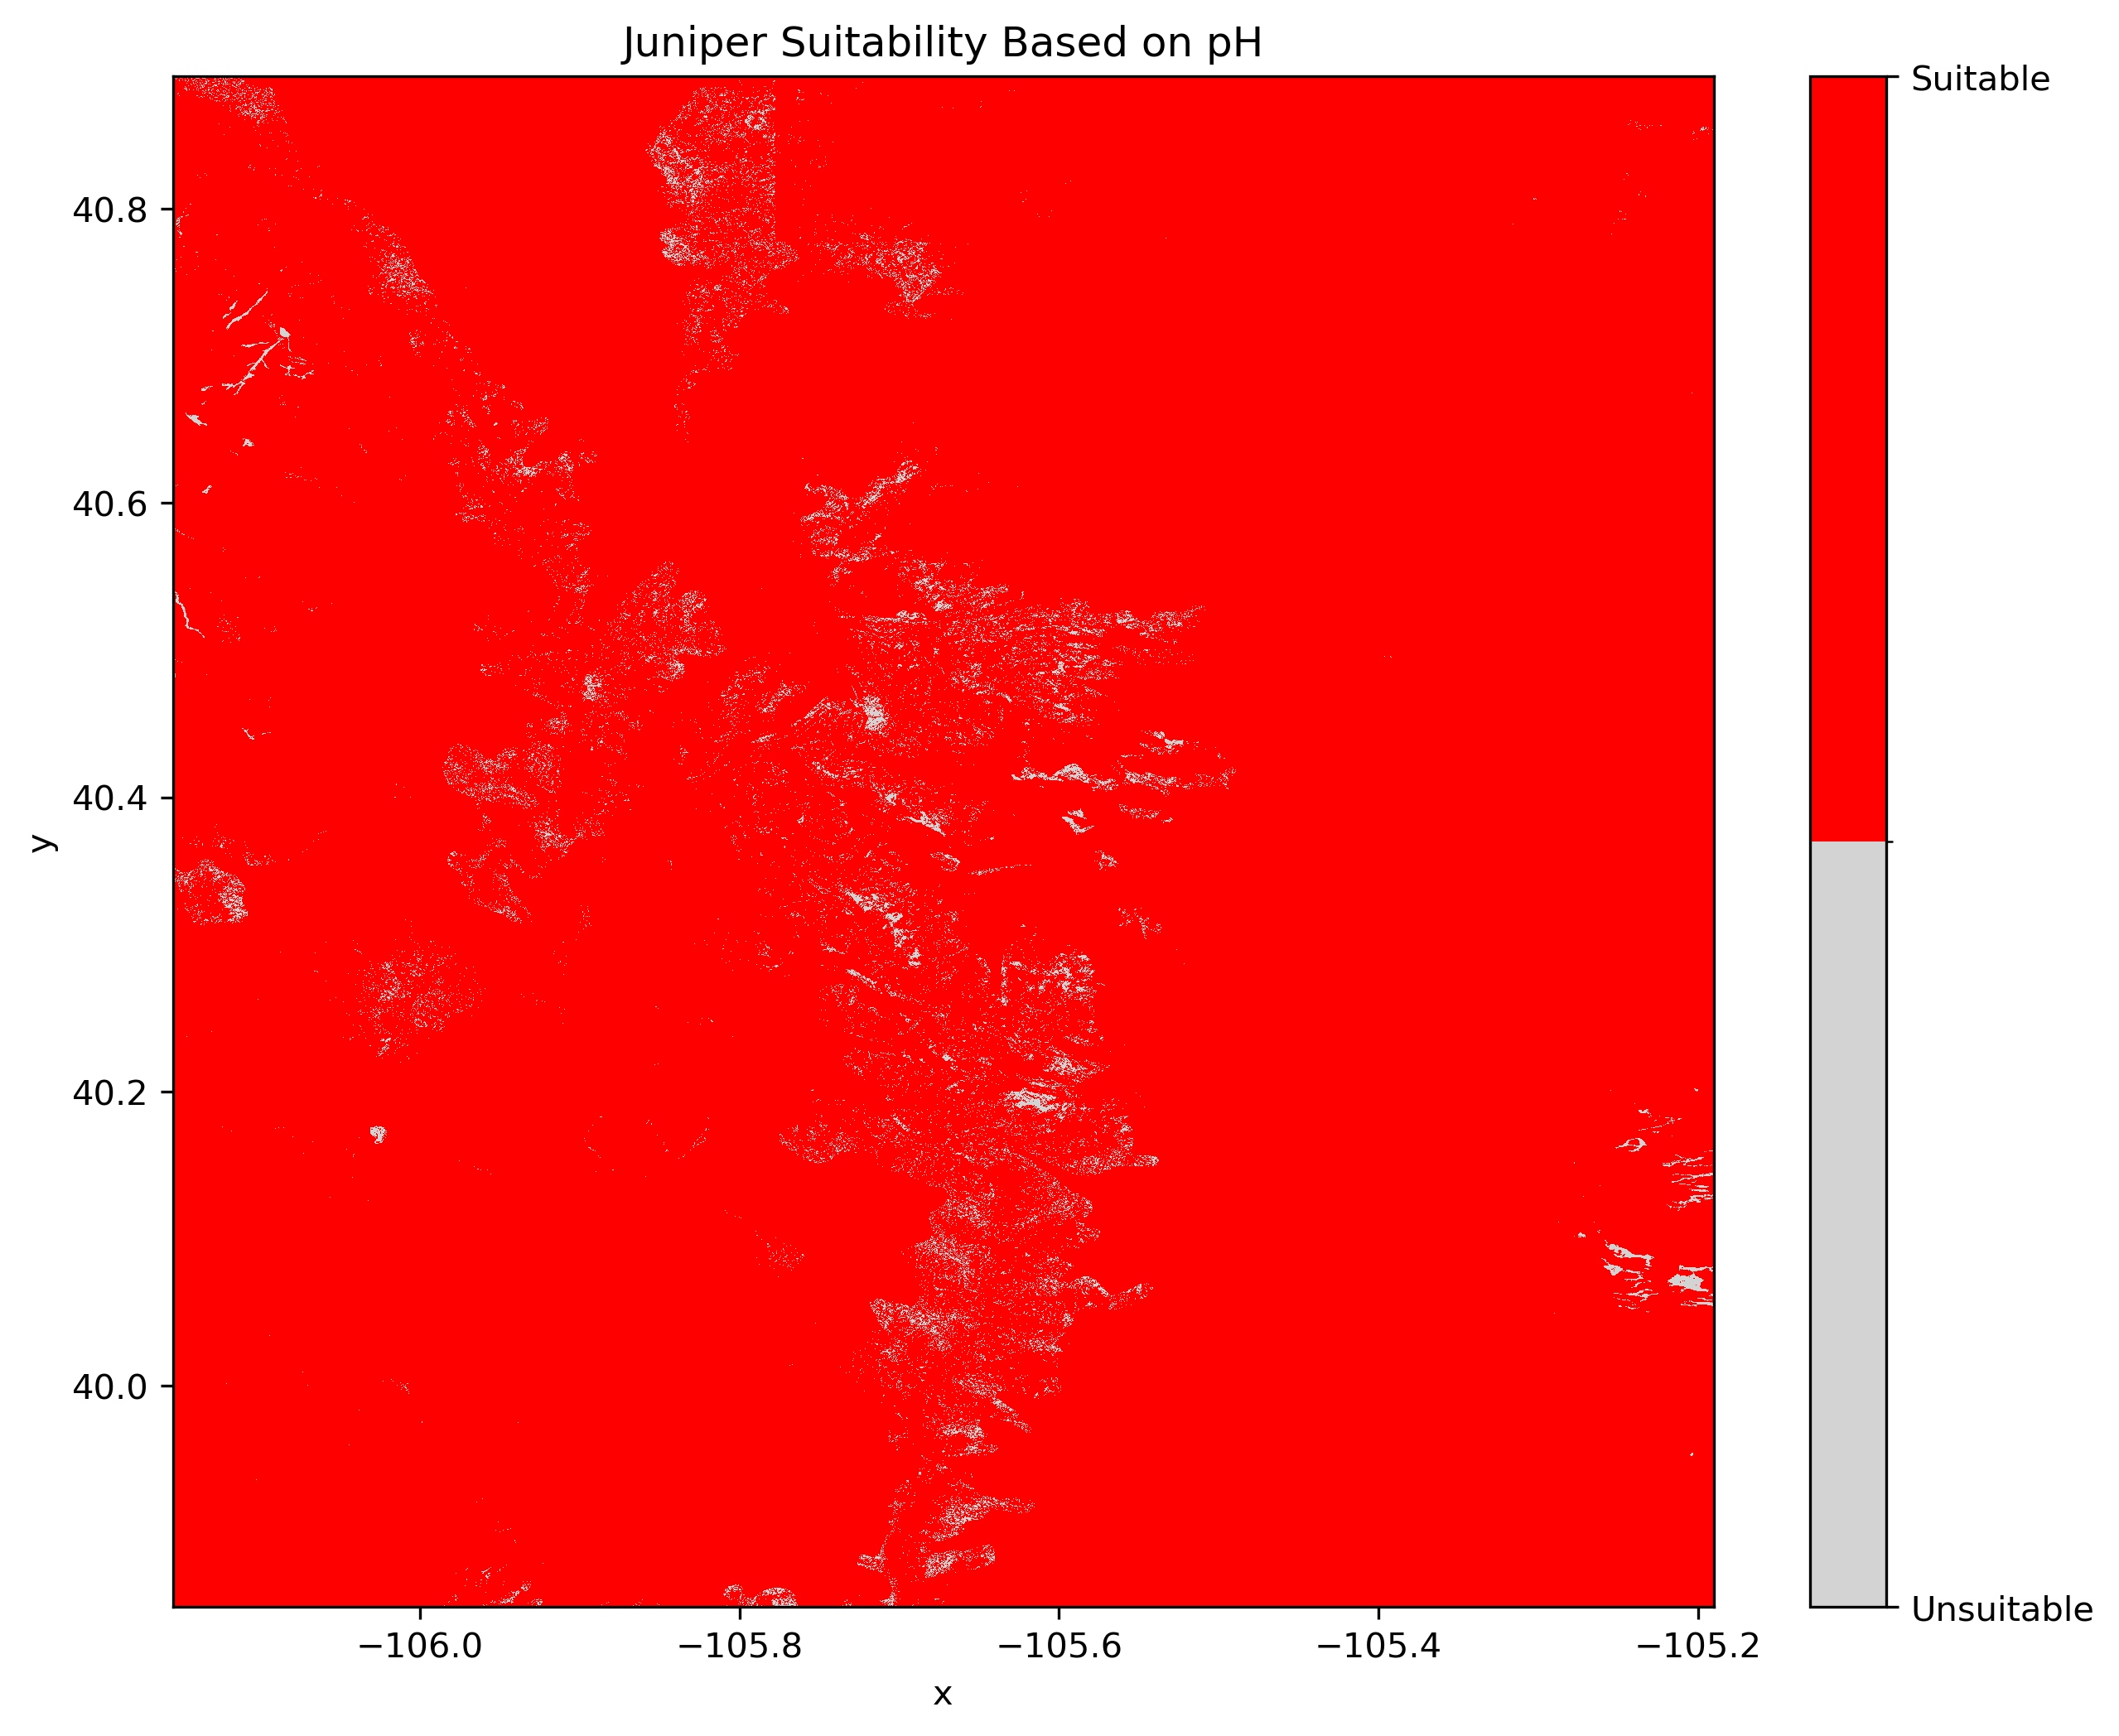 Juniper Suitability Based on pH
Suitable
40.8
40.6
40.4
y
40.2
40.0
Unsuitable
−106.0 −105.8 −105.6 −105.4 −105.2
x